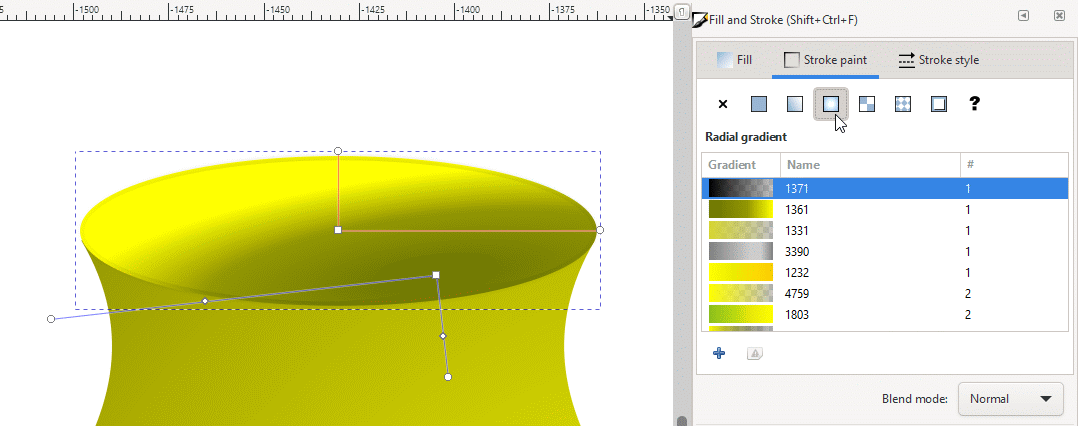 -1500 -1475 -1450 -1425 -1400 -1375 -1350
Fill and Stroke (Shift+Ctrl+F)
Fill Stroke paint Stroke style
?
Radial gradient
Gradient Name #
1371 1
1361 1
1331 1
3390 1
1232 1
4759 2
1803 2
Blend mode: Normal